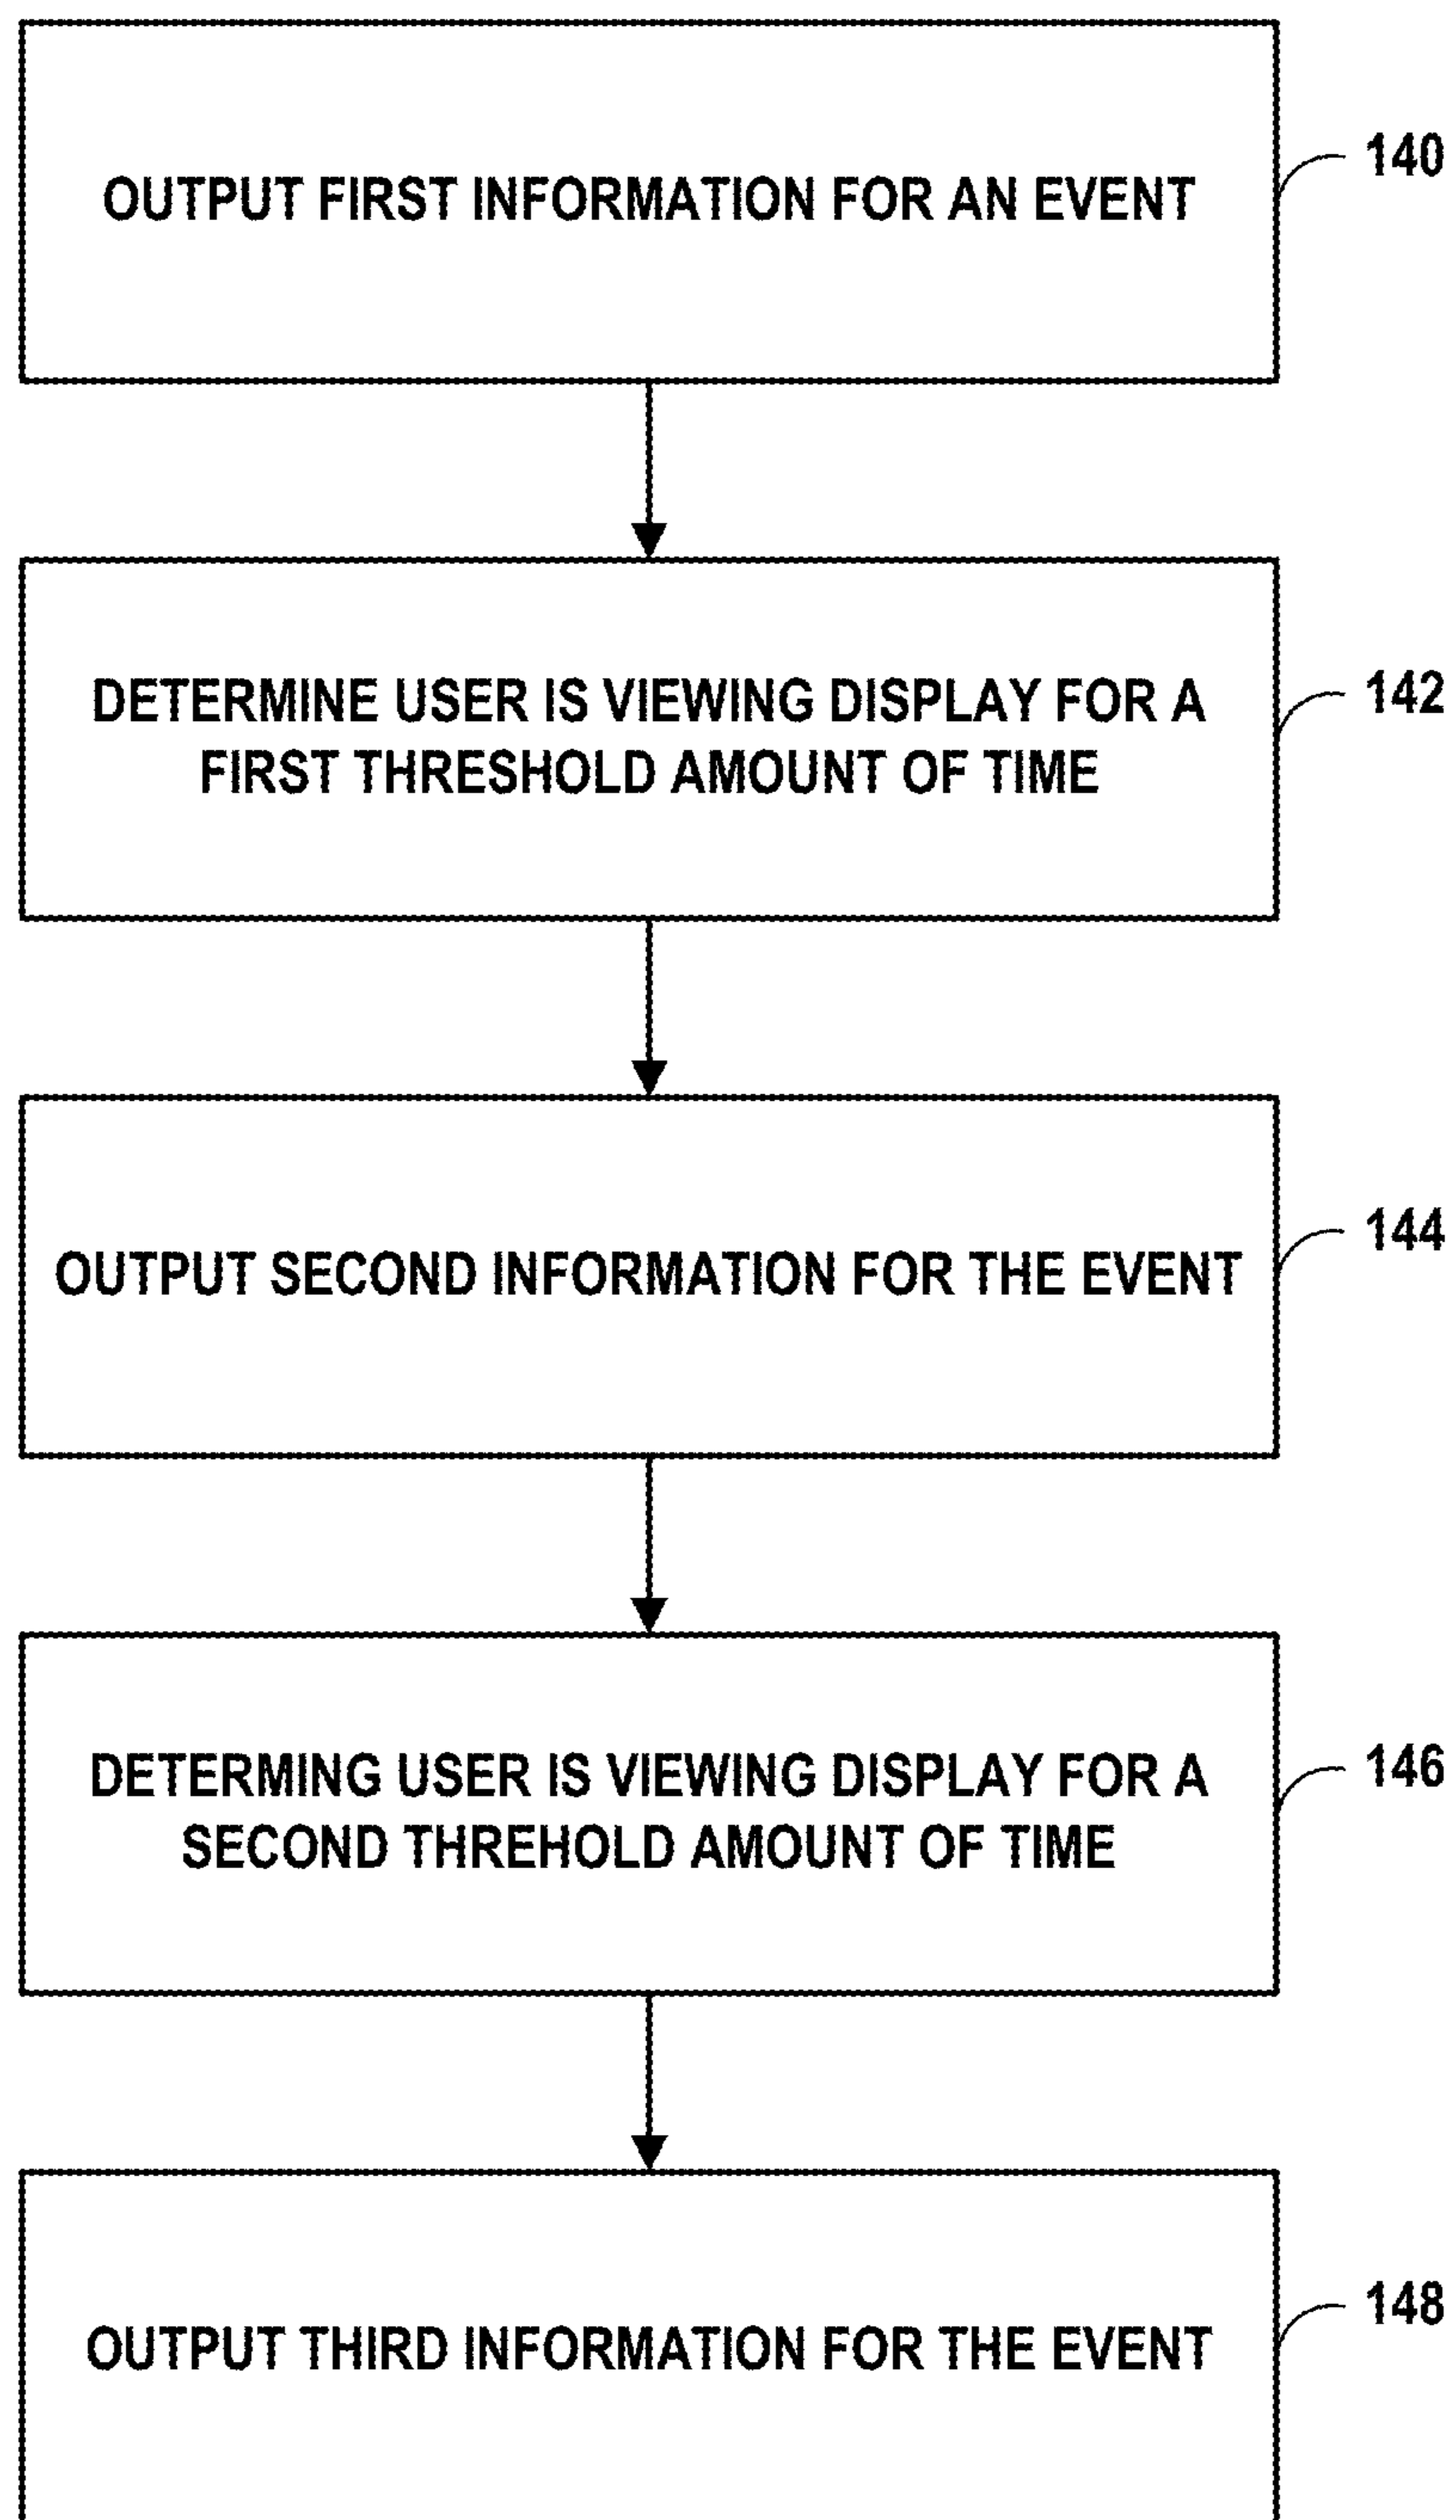 OUTPUT FIRST INFORMATION FOR AN EVENT
140
DETERMINE USER IS VIEWING DISPLAY FOR A
FIRST THRESHOLD AMOUNT OF TIME
142
OUTPUT SECOND INFORMATION FOR THE EVENT
144
DETERMING USER IS VIEWING DISPLAY FOR A
SECOND THREHOLD AMOUNT OF TIME
146
OUTPUT THIRD INFORMATION FOR THE EVENT
148